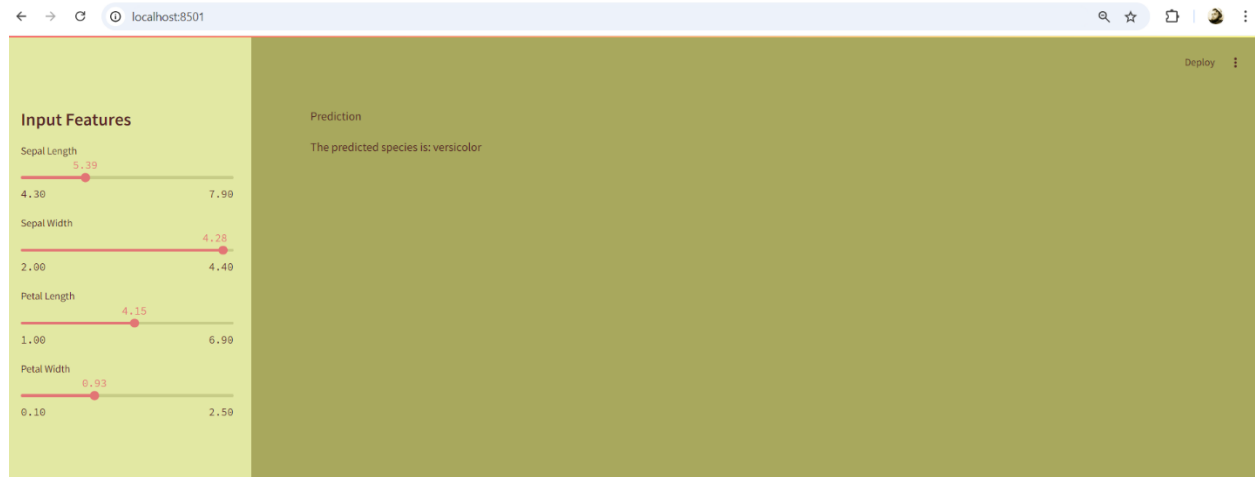 localhost:8501
Deploy
Input Features
Sepal Length
5.39
4.30 7.90
Sepal Width
4.28
2.00 4.40
Petal Length
4.15
1.00 6.90
Petal Width
0.93
0.10 2.50
Prediction
The predicted species is: versicolor